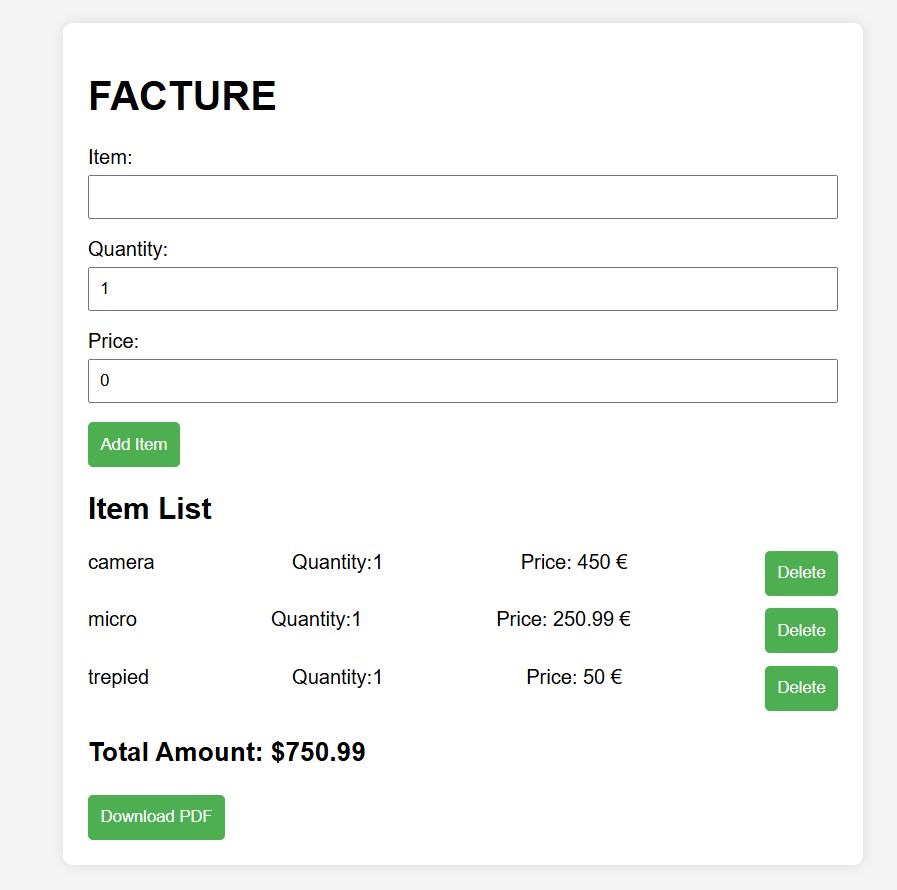 FACTURE
Item:
Quantity:
1
Price:
0
Add Item
Item List
camera Quantity:1 Price: 450 € Delete
micro Quantity:1 Price: 250.99 € Delete
trepied Quantity:1 Price: 50 € Delete
Total Amount: $750.99
Download PDF